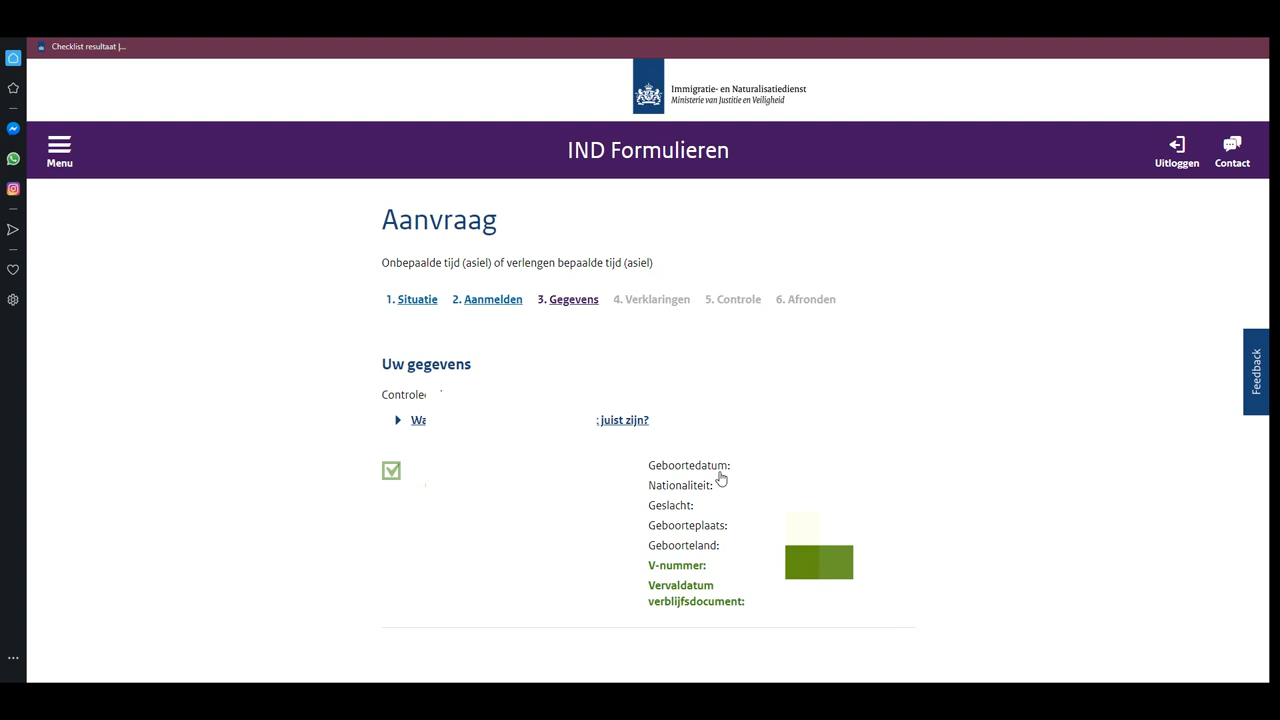 Checklist resultaat |...
Immigratie- en Naturalisatiedienst
Ministerie van Justitie en Veiligheid
Menu
IND Formulieren
Uitloggen
Contact
Aanvraag
Onbepaalde tijd (asiel) of verlengen bepaalde tijd (asiel)
1. Situatie 2. Aanmelden 3. Gegevens 4. Verklaringen 5. Controle 6. Afronden
Feedback
Uw gegevens
juist zijn?
Geboortedatum:
Nationaliteit:
Geslacht:
Geboorteplaats:
Geboorteland:
V-nummer:
Vervaldatum
verblijfsdocument: